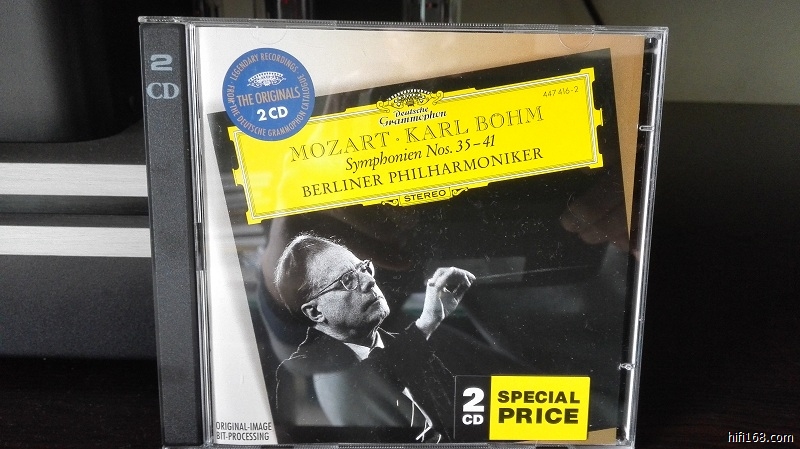 2
CD
LEGENDARY RECORDINGS
THE ORIGINALS
2 CD
FROM THE DEUTSCHE GRAMMOPHON CATALOGUE
447 416-2
Deutsche
Grammophon
MOZART · KARL BÖHM
Symphonien Nos. 35–41
BERLINER PHILHARMONIKER
STEREO
2
CD
SPECIAL
PRICE
ORIGINAL-IMAGE
BIT-PROCESSING
hifi168.com